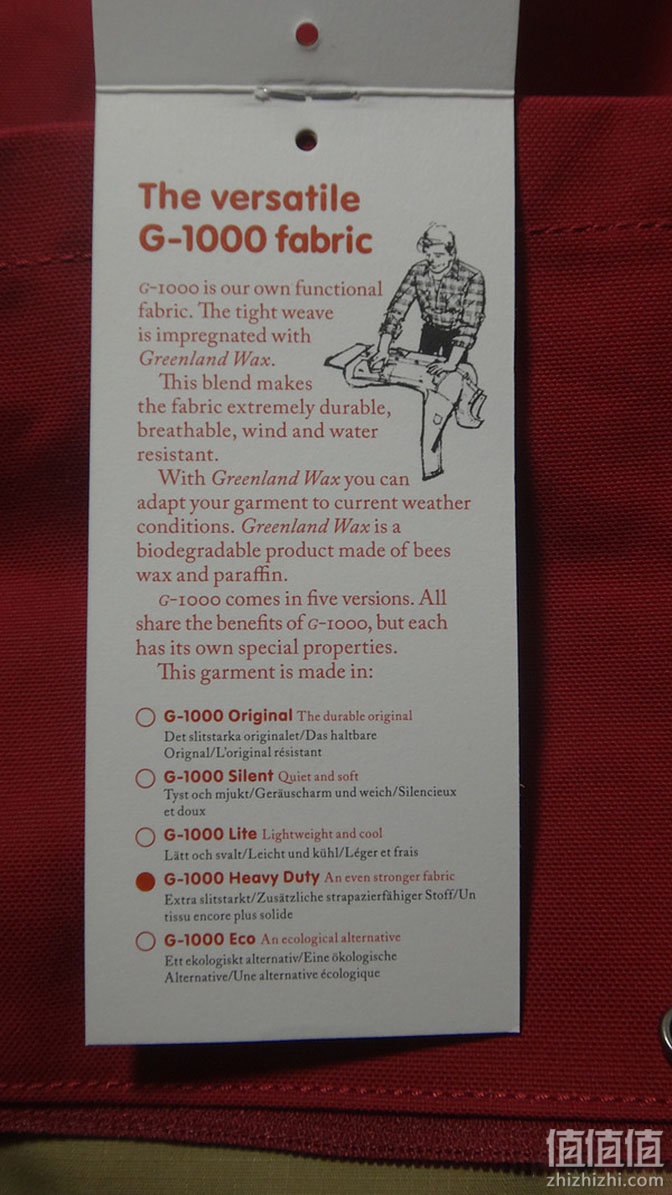 The versatile
G-1000 fabric
G-1000 is our own functional
fabric. The tight weave
is impregnated with
Greenland Wax.
This blend makes
the fabric extremely durable,
breathable, wind and water
resistant.
With Greenland Wax you can
adapt your garment to current weather
conditions. Greenland Wax is a
biodegradable product made of bees
wax and paraffin.
G-1000 comes in five versions. All
share the benefits of G-1000, but each
has its own special properties.
This garment is made in:
G-1000 Original The durable original
Det slitstarka originalet/Das haltbare
Orignal/L'original résistant
G-1000 Silent Quiet and soft
Tyst och mjukt/Geräuscharm und weich/Silencieux
et doux
G-1000 Lite Lightweight and cool
Lätt och svalt/Leicht und kühl/Léger et frais
G-1000 Heavy Duty An even stronger fabric
Extra slitstarkt/Zusätzliche strapazierfähiger Stoff/Un
tissu encore plus solide
G-1000 Eco An ecological alternative
Ett ekologiskt alternativ/Eine ökologische
Alternative/Une alternative écologique
值值值
zhizhizhi.com